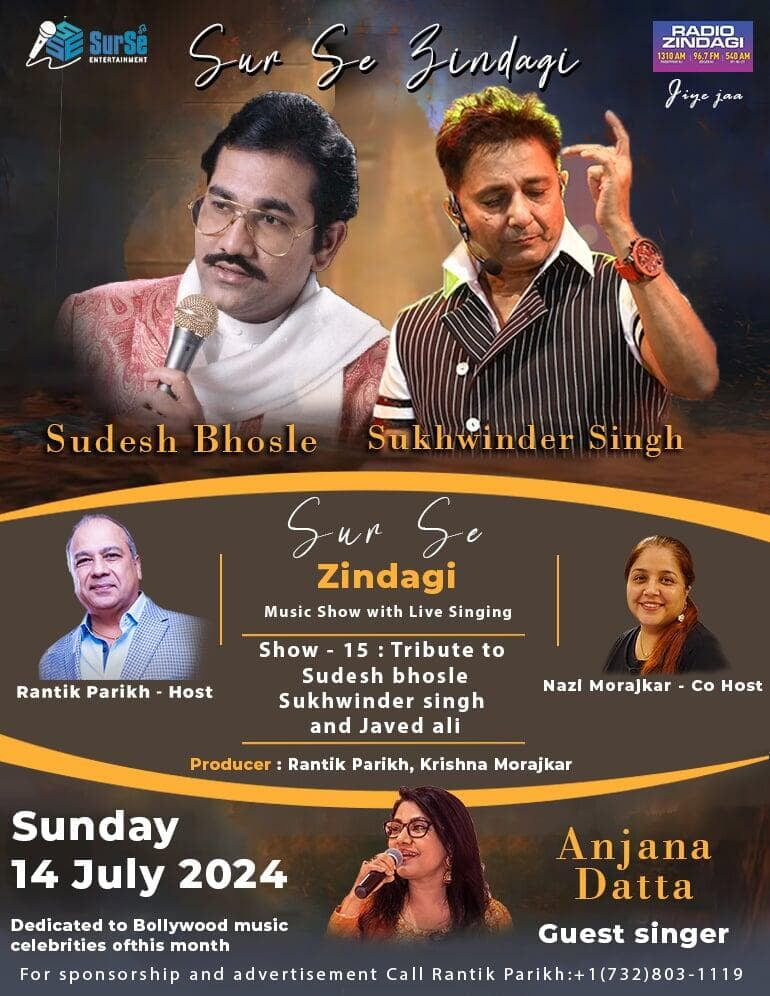 SurSe
ENTERTAINMENT
Sur Se Zindagi
RADIO
ZINDAGI
1310 AM | 96.7 FM | 540 AM
Jiye jaa
Sudesh Bhosle
Sukhwinder Singh
Sur Se
Zindagi
Music Show with Live Singing
Show - 15 : Tribute to
Sudesh bhosle
Sukhwinder singh
and Javed ali
Rantik Parikh - Host
Nazl Morajkar - Co Host
Producer : Rantik Parikh, Krishna Morajkar
Sunday
14 July 2024
Dedicated to Bollywood music
celebrities ofthis month
Anjana
Datta
Guest singer
For sponsorship and advertisement Call Rantik Parikh:+1(732)803-1119